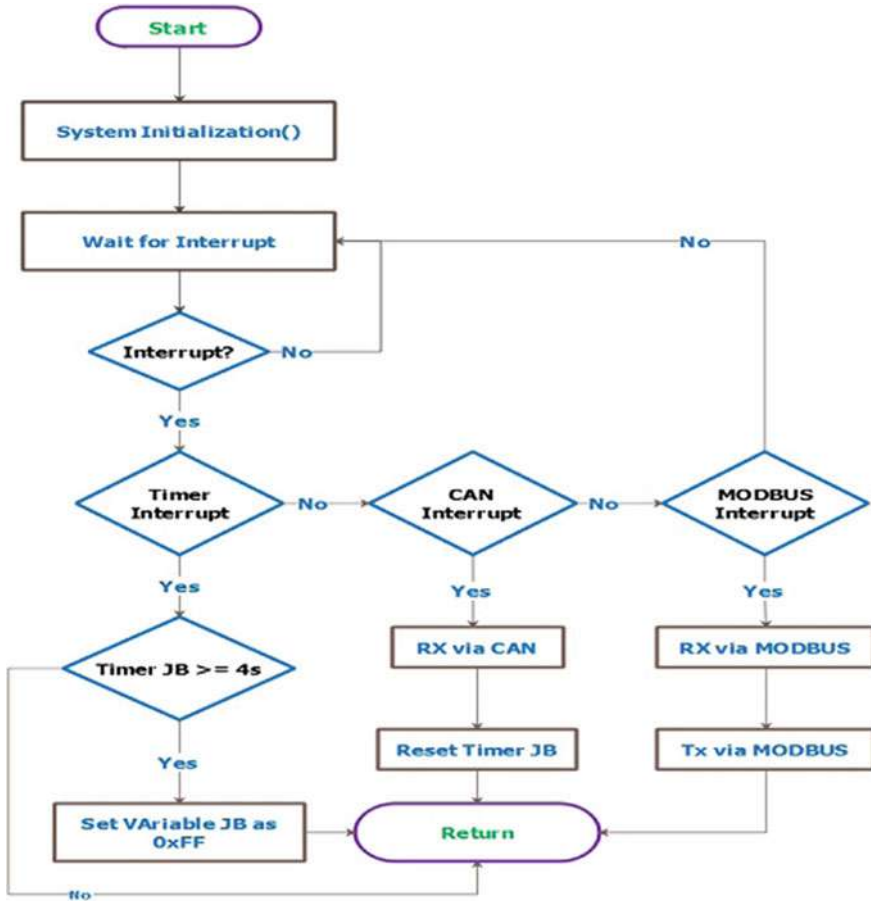 Start
System Initialization()
Wait for Interrupt
No
Interrupt?
No
Yes
Timer
Interrupt
No
CAN
Interrupt
No
MODBUS
Interrupt
Yes
Yes
Yes
Timer JB >= 4s
RX via CAN
RX via MODBUS
Yes
Reset Timer JB
Tx via MODBUS
Set VAriable JB as
0xFF
Return
No